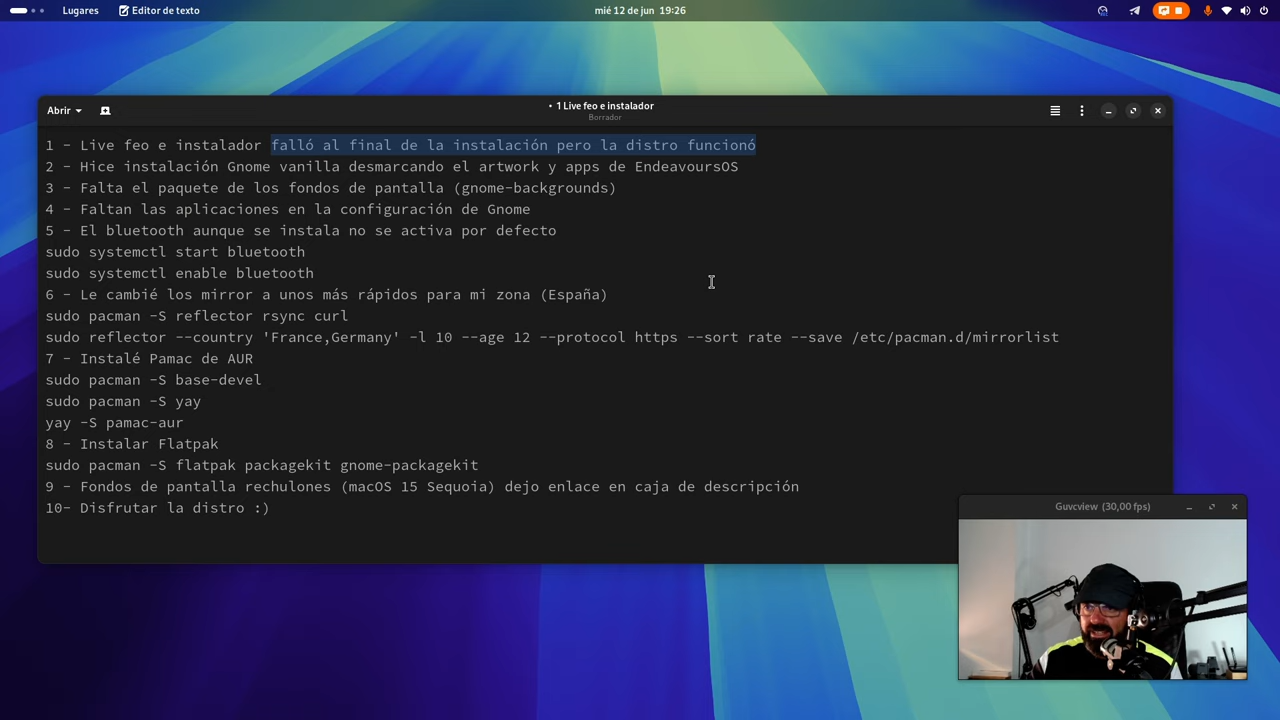 Lugares
Editor de texto
mié 12 de jun 19:26
Abrir
• 1 Live feo e instalador
Borrador
1 - Live feo e instalador falló al final de la instalación pero la distro funcionó
2 - Hice instalación Gnome vanilla desmarcando el artwork y apps de EndeavoursOS
3 - Falta el paquete de los fondos de pantalla (gnome-backgrounds)
4 - Faltan las aplicaciones en la configuración de Gnome
5 - El bluetooth aunque se instala no se activa por defecto
sudo systemctl start bluetooth
sudo systemctl enable bluetooth
6 - Le cambié los mirror a unos más rápidos para mi zona (España)
sudo pacman -S reflector rsync curl
sudo reflector --country 'France,Germany' -l 10 --age 12 --protocol https --sort rate --save /etc/pacman.d/mirrorlist
7 - Instalé Pamac de AUR
sudo pacman -S base-devel
sudo pacman -S yay
yay -S pamac-aur
8 - Instalar Flatpak
sudo pacman -S flatpak packagekit gnome-packagekit
9 - Fondos de pantalla rechulones (macOS 15 Sequoia) dejo enlace en caja de descripción
10- Disfrutar la distro :)
Guvcview (30,00 fps)